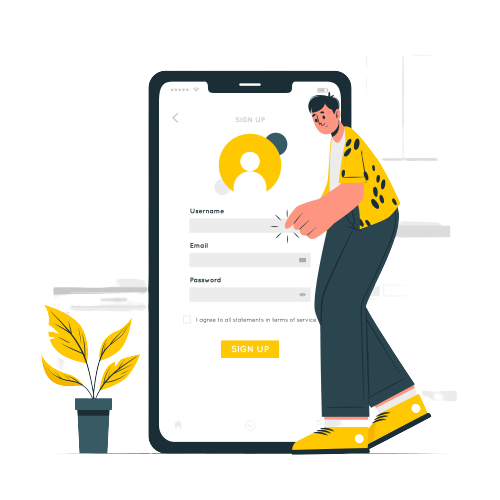 SIGN UP
Username
Email
Password
I agree to all statements in terms of service
SIGN UP